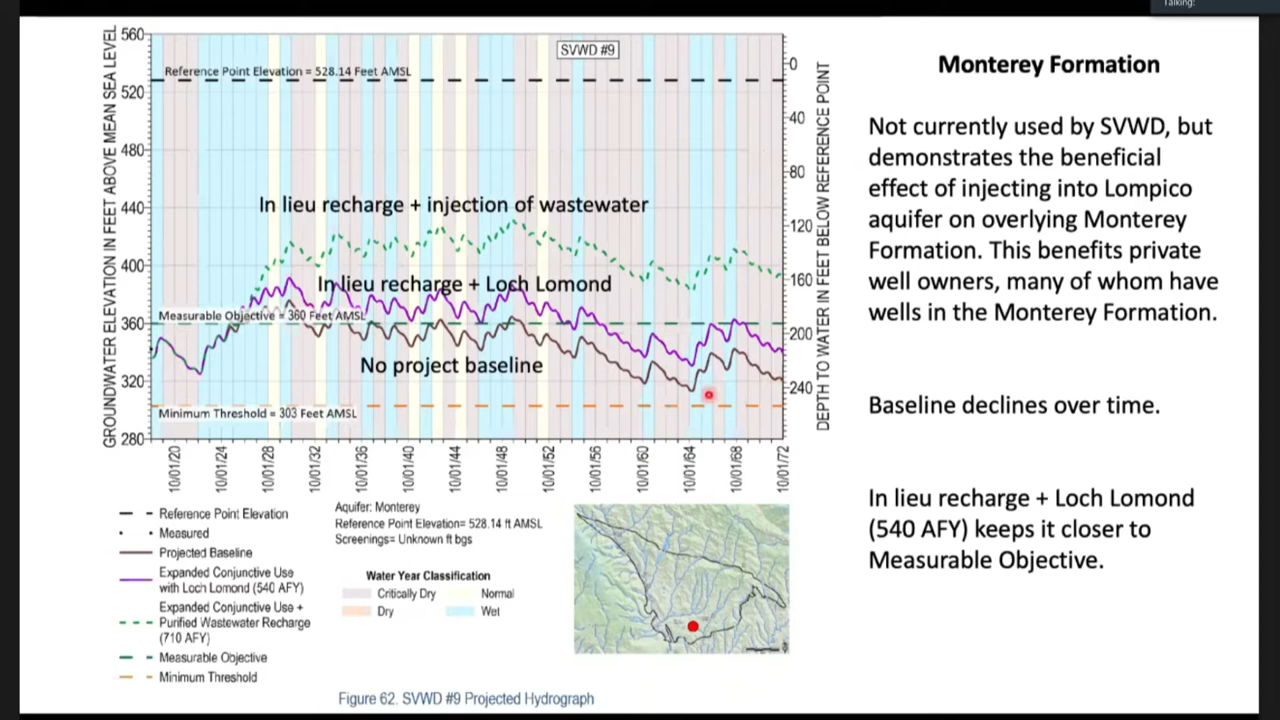 Talking:
SVWD #9
GROUNDWATER ELEVATION IN FEET ABOVE MEAN SEA LEVEL
560
520
480
440
400
360
320
280
Reference Point Elevation = 528.14 Feet AMSL
In lieu recharge + injection of wastewater
In lieu recharge + Loch Lomond
Measurable Objective = 360 Feet AMSL
No project baseline
Minimum Threshold = 303 Feet AMSL
0
40
80
120
160
200
240
DEPTH TO WATER IN FEET BELOW REFERENCE POINT
10/01/20
10/01/24
10/01/28
10/01/32
10/01/36
10/01/40
10/01/44
10/01/48
10/01/52
10/01/56
10/01/60
10/01/64
10/01/68
10/01/72
Reference Point Elevation
Measured
Projected Baseline
Expanded Conjunctive Use
with Loch Lomond (540 AFY)
Expanded Conjunctive Use +
Purified Wastewater Recharge
(710 AFY)
Measurable Objective
Minimum Threshold
Aquifer: Monterey
Reference Point Elevation= 528.14 ft AMSL
Screenings= Unknown ft bgs
Water Year Classification
Critically Dry
Normal
Dry
Wet
Figure 62. SVWD #9 Projected Hydrograph
Monterey Formation
Not currently used by SVWD, but
demonstrates the beneficial
effect of injecting into Lompico
aquifer on overlying Monterey
Formation. This benefits private
well owners, many of whom have
wells in the Monterey Formation.
Baseline declines over time.
In lieu recharge + Loch Lomond
(540 AFY) keeps it closer to
Measurable Objective.